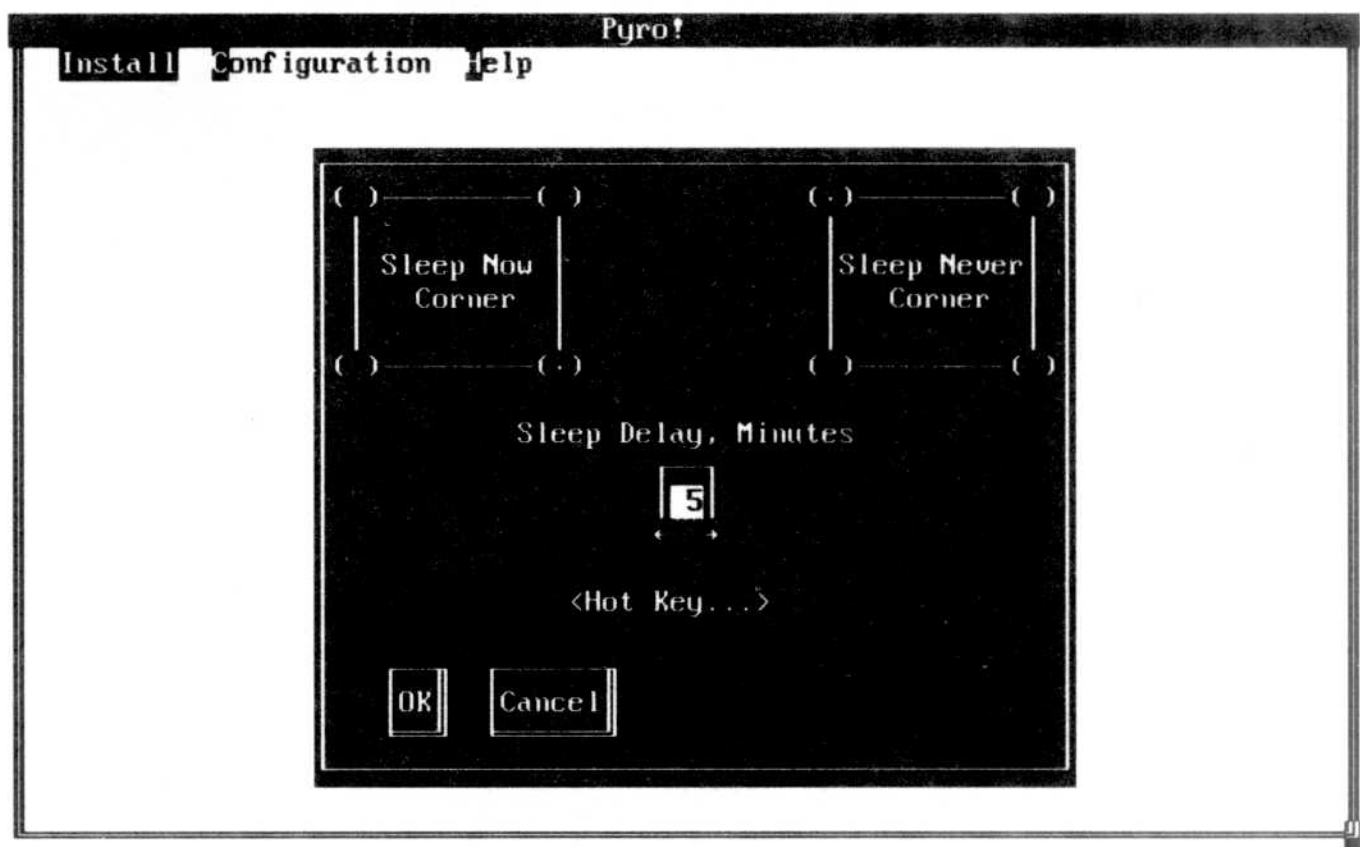 Pyro!
Install Configuration Help
( ) ( ) (.) ( )
Sleep Now Sleep Never
Corner Corner
( ) (.) ( ) ( )
Sleep Delay, Minutes
5
<Hot Key...>
OK Cancel